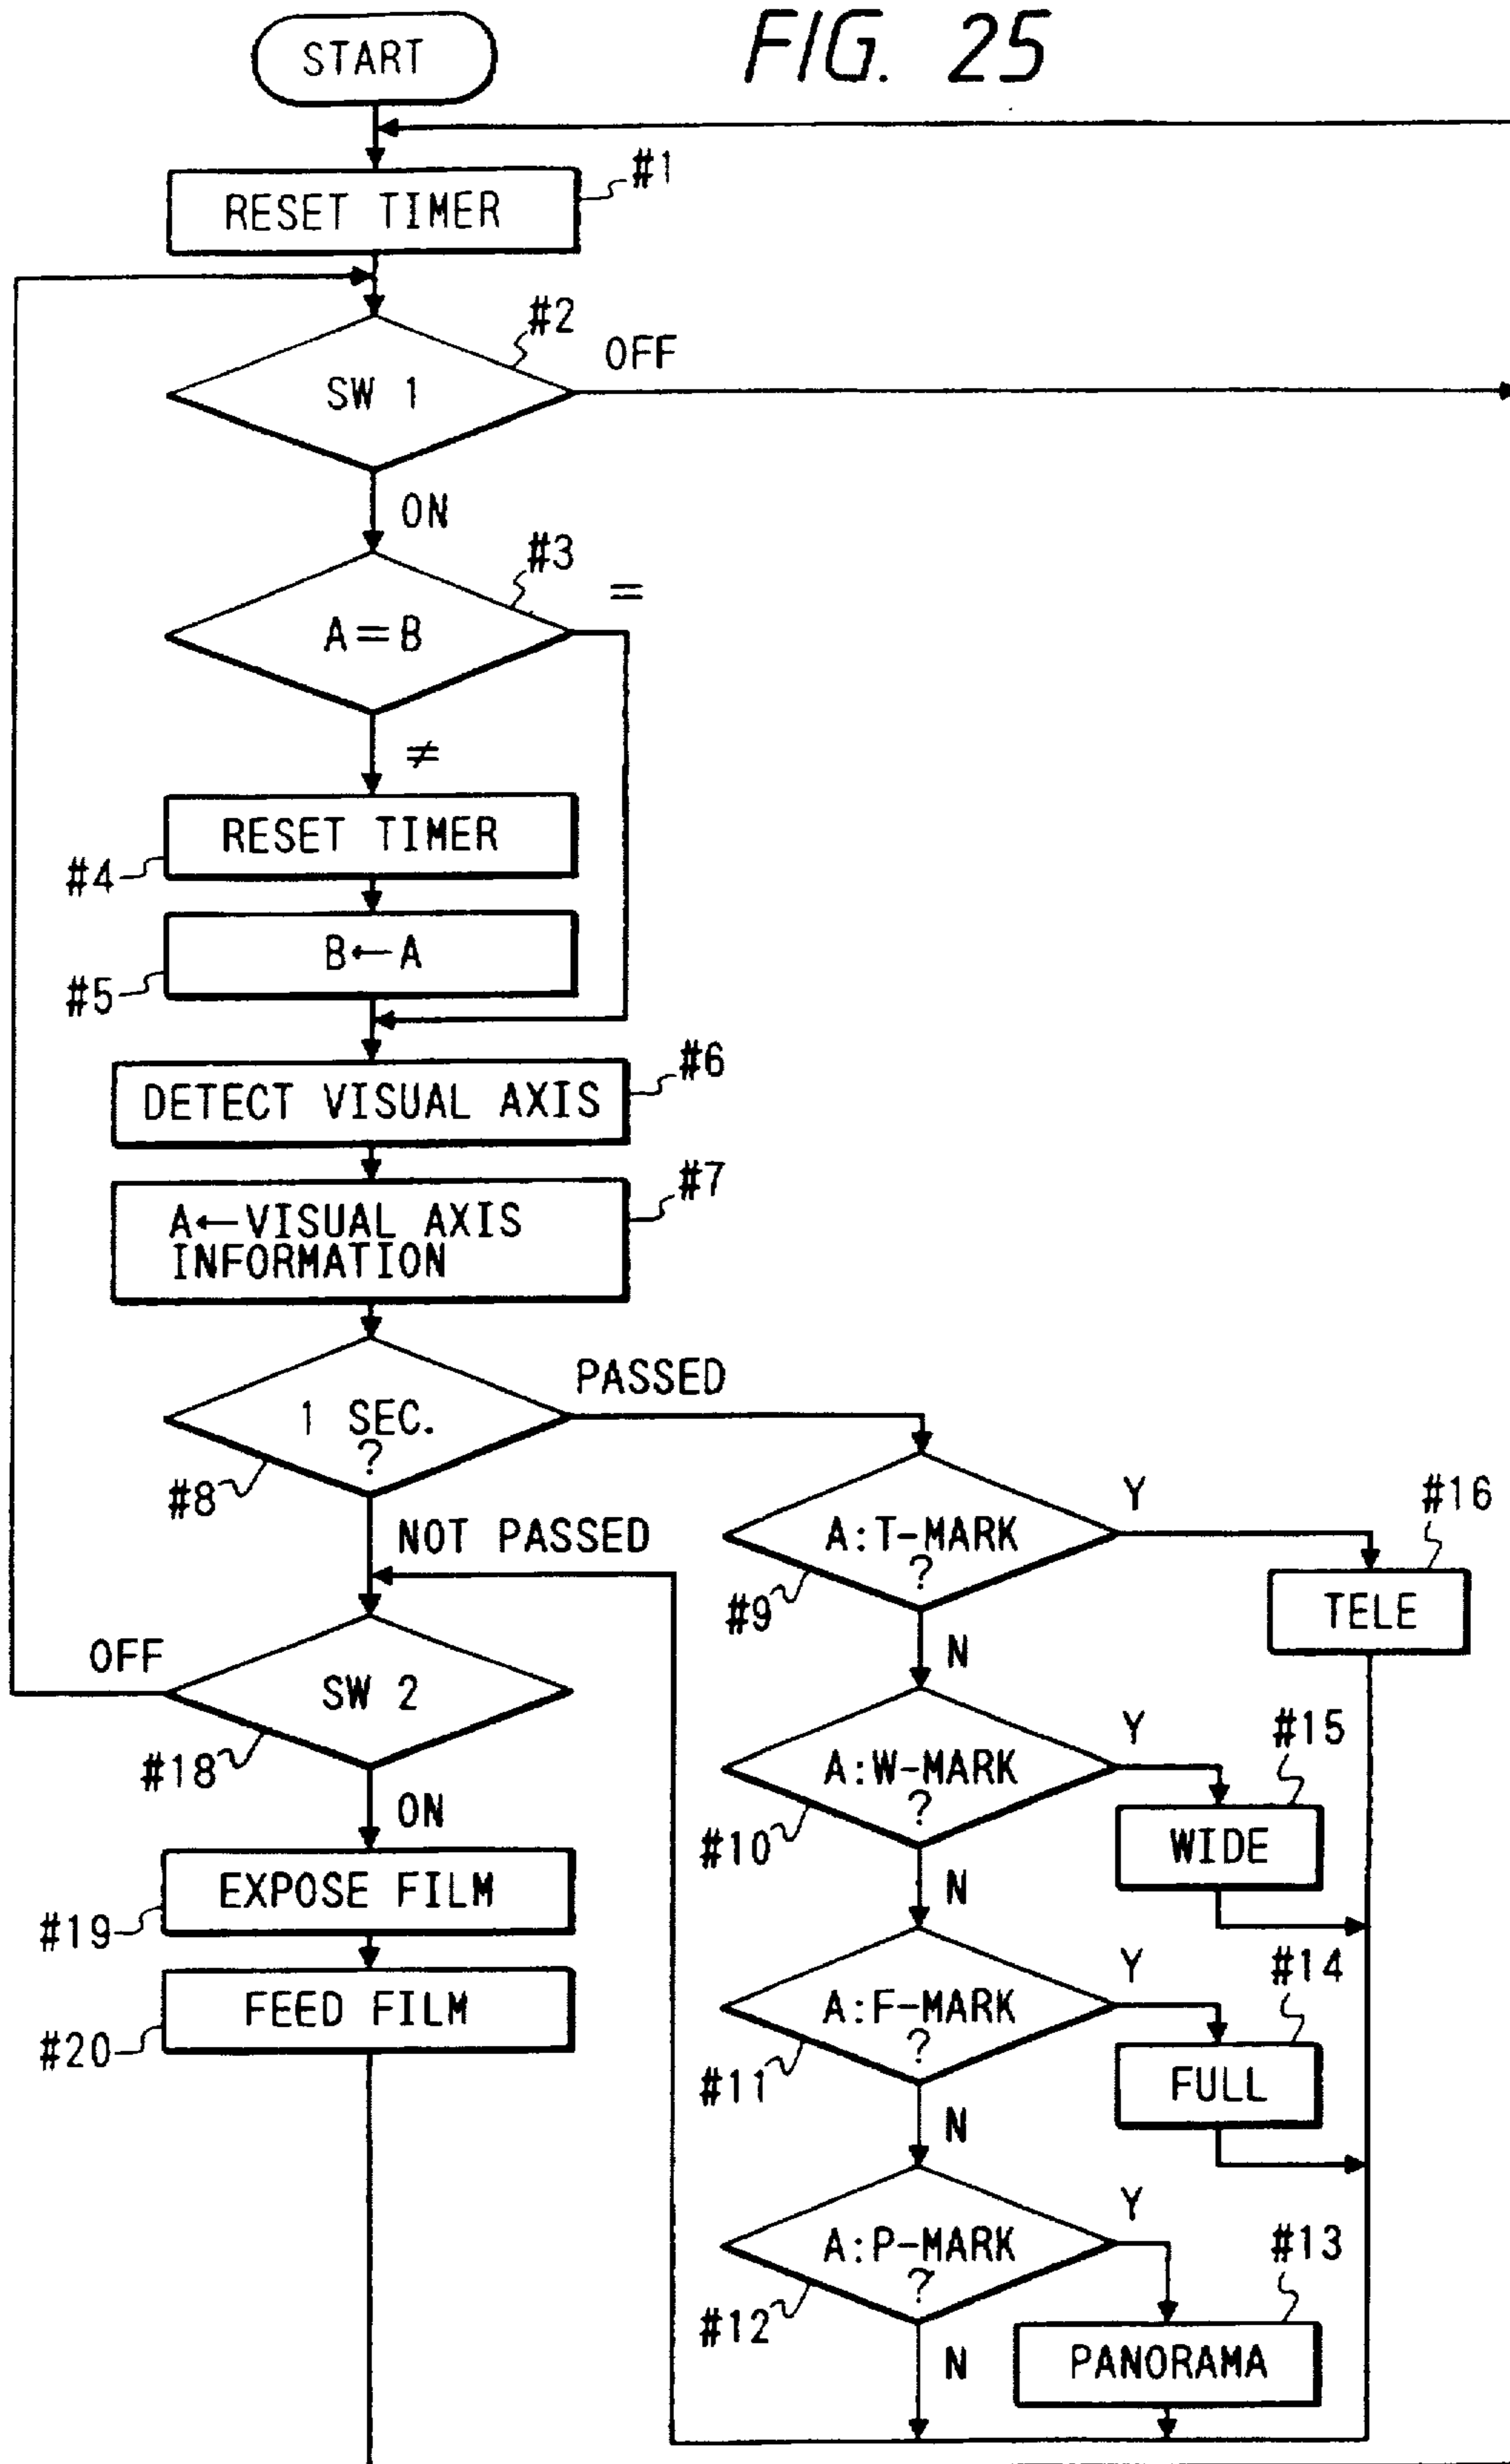 FIG. 25
START
RESET TIMER
#1
SW 1
#2
OFF
ON
A=B
#3
=
≠
RESET TIMER
#4
B←A
#5
DETECT VISUAL AXIS
#6
A←VISUAL AXIS
INFORMATION
#7
1 SEC.
?
#8
PASSED
NOT PASSED
A:T-MARK
?
#9
Y
#16
TELE
N
A:W-MARK
?
#10
Y
#15
WIDE
N
A:F-MARK
?
#11
Y
#14
FULL
N
A:P-MARK
?
#12
Y
#13
PANORAMA
N
SW 2
#18
OFF
ON
EXPOSE FILM
#19
FEED FILM
#20